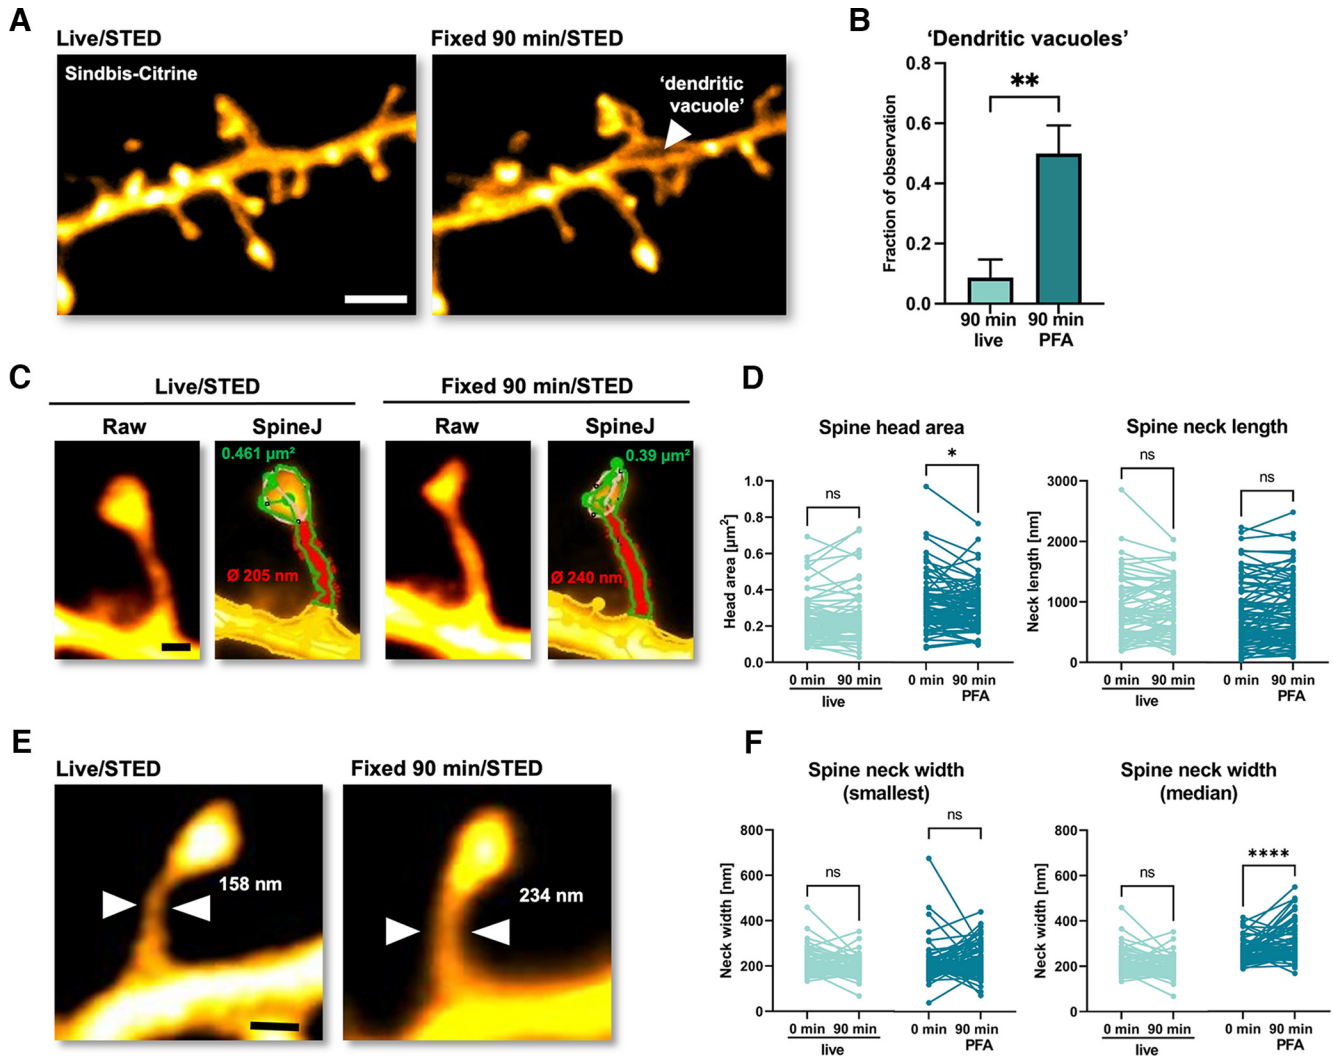 A
Live/STED
Fixed 90 min/STED
Sindbis-Citrine
‘dendritic
vacuole’
B
‘Dendritic vacuoles’
**
Fraction of observation
0.8
0.6
0.4
0.2
0.0
90 min
live
90 min
PFA
C
Live/STED
Fixed 90 min/STED
Raw
SpineJ
Raw
SpineJ
0.461 µm²
Ø 205 nm
0.39 µm²
Ø 240 nm
D
Spine head area
Head area [µm²]
1.0
0.8
0.6
0.4
0.2
0.0
ns
*
0 min
90 min
live
0 min
90 min
PFA
Spine neck length
Neck length [nm]
3000
2000
1000
0
ns
ns
0 min
90 min
live
0 min
90 min
PFA
E
Live/STED
Fixed 90 min/STED
158 nm
234 nm
F
Spine neck width
(smallest)
Neck width [nm]
800
600
400
200
0
ns
ns
0 min
90 min
live
0 min
90 min
PFA
Spine neck width
(median)
Neck width [nm]
800
600
400
200
0
ns
****
0 min
90 min
live
0 min
90 min
PFA